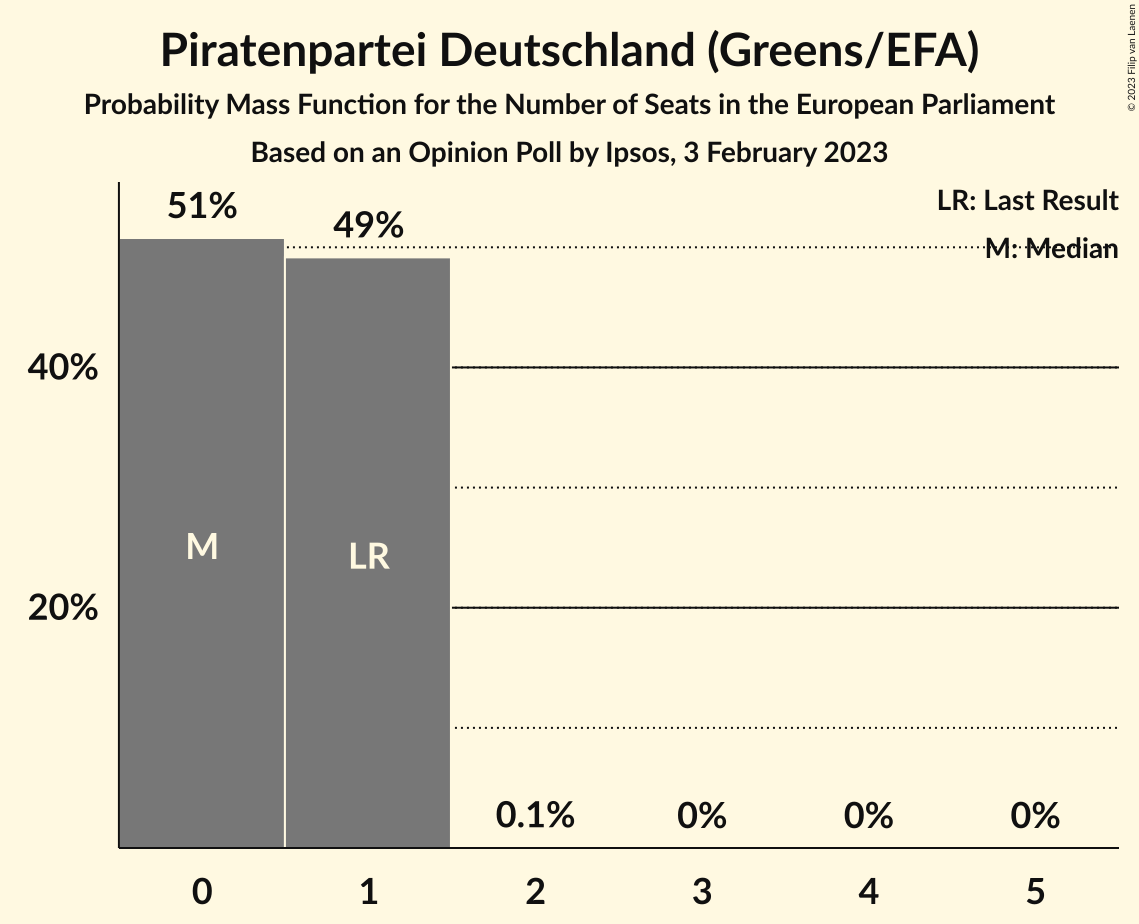 Piratenpartei Deutschland (Greens/EFA)
Probability Mass Function for the Number of Seats in the European Parliament
Based on an Opinion Poll by Ipsos, 3 February 2023
© 2023 Filip van Laenen
LR: Last Result
M: Median
51%
49%
40%
20%
M
LR
0.1%
0%
0%
0%
0
1
2
3
4
5